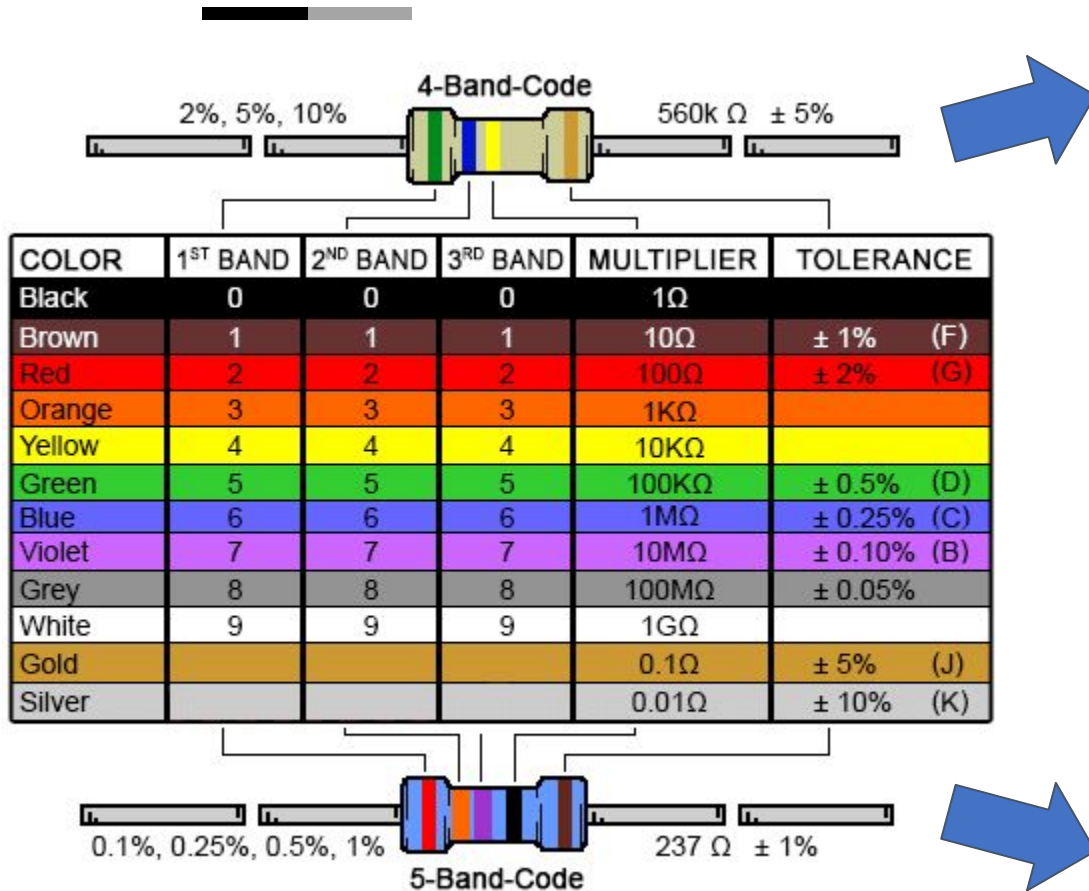 4-Band-Code
2%, 5%, 10% 560k Ω ± 5%
COLOR 1ST BAND 2ND BAND 3RD BAND MULTIPLIER TOLERANCE
Black 0 0 0 1Ω
Brown 1 1 1 10Ω ± 1% (F)
Red 2 2 2 100Ω ± 2% (G)
Orange 3 3 3 1KΩ
Yellow 4 4 4 10KΩ
Green 5 5 5 100KΩ ± 0.5% (D)
Blue 6 6 6 1MΩ ± 0.25% (C)
Violet 7 7 7 10MΩ ± 0.10% (B)
Grey 8 8 8 100MΩ ± 0.05%
White 9 9 9 1GΩ
Gold 0.1Ω ± 5% (J)
Silver 0.01Ω ± 10% (K)
0.1%, 0.25%, 0.5%, 1% 237 Ω ± 1%
5-Band-Code